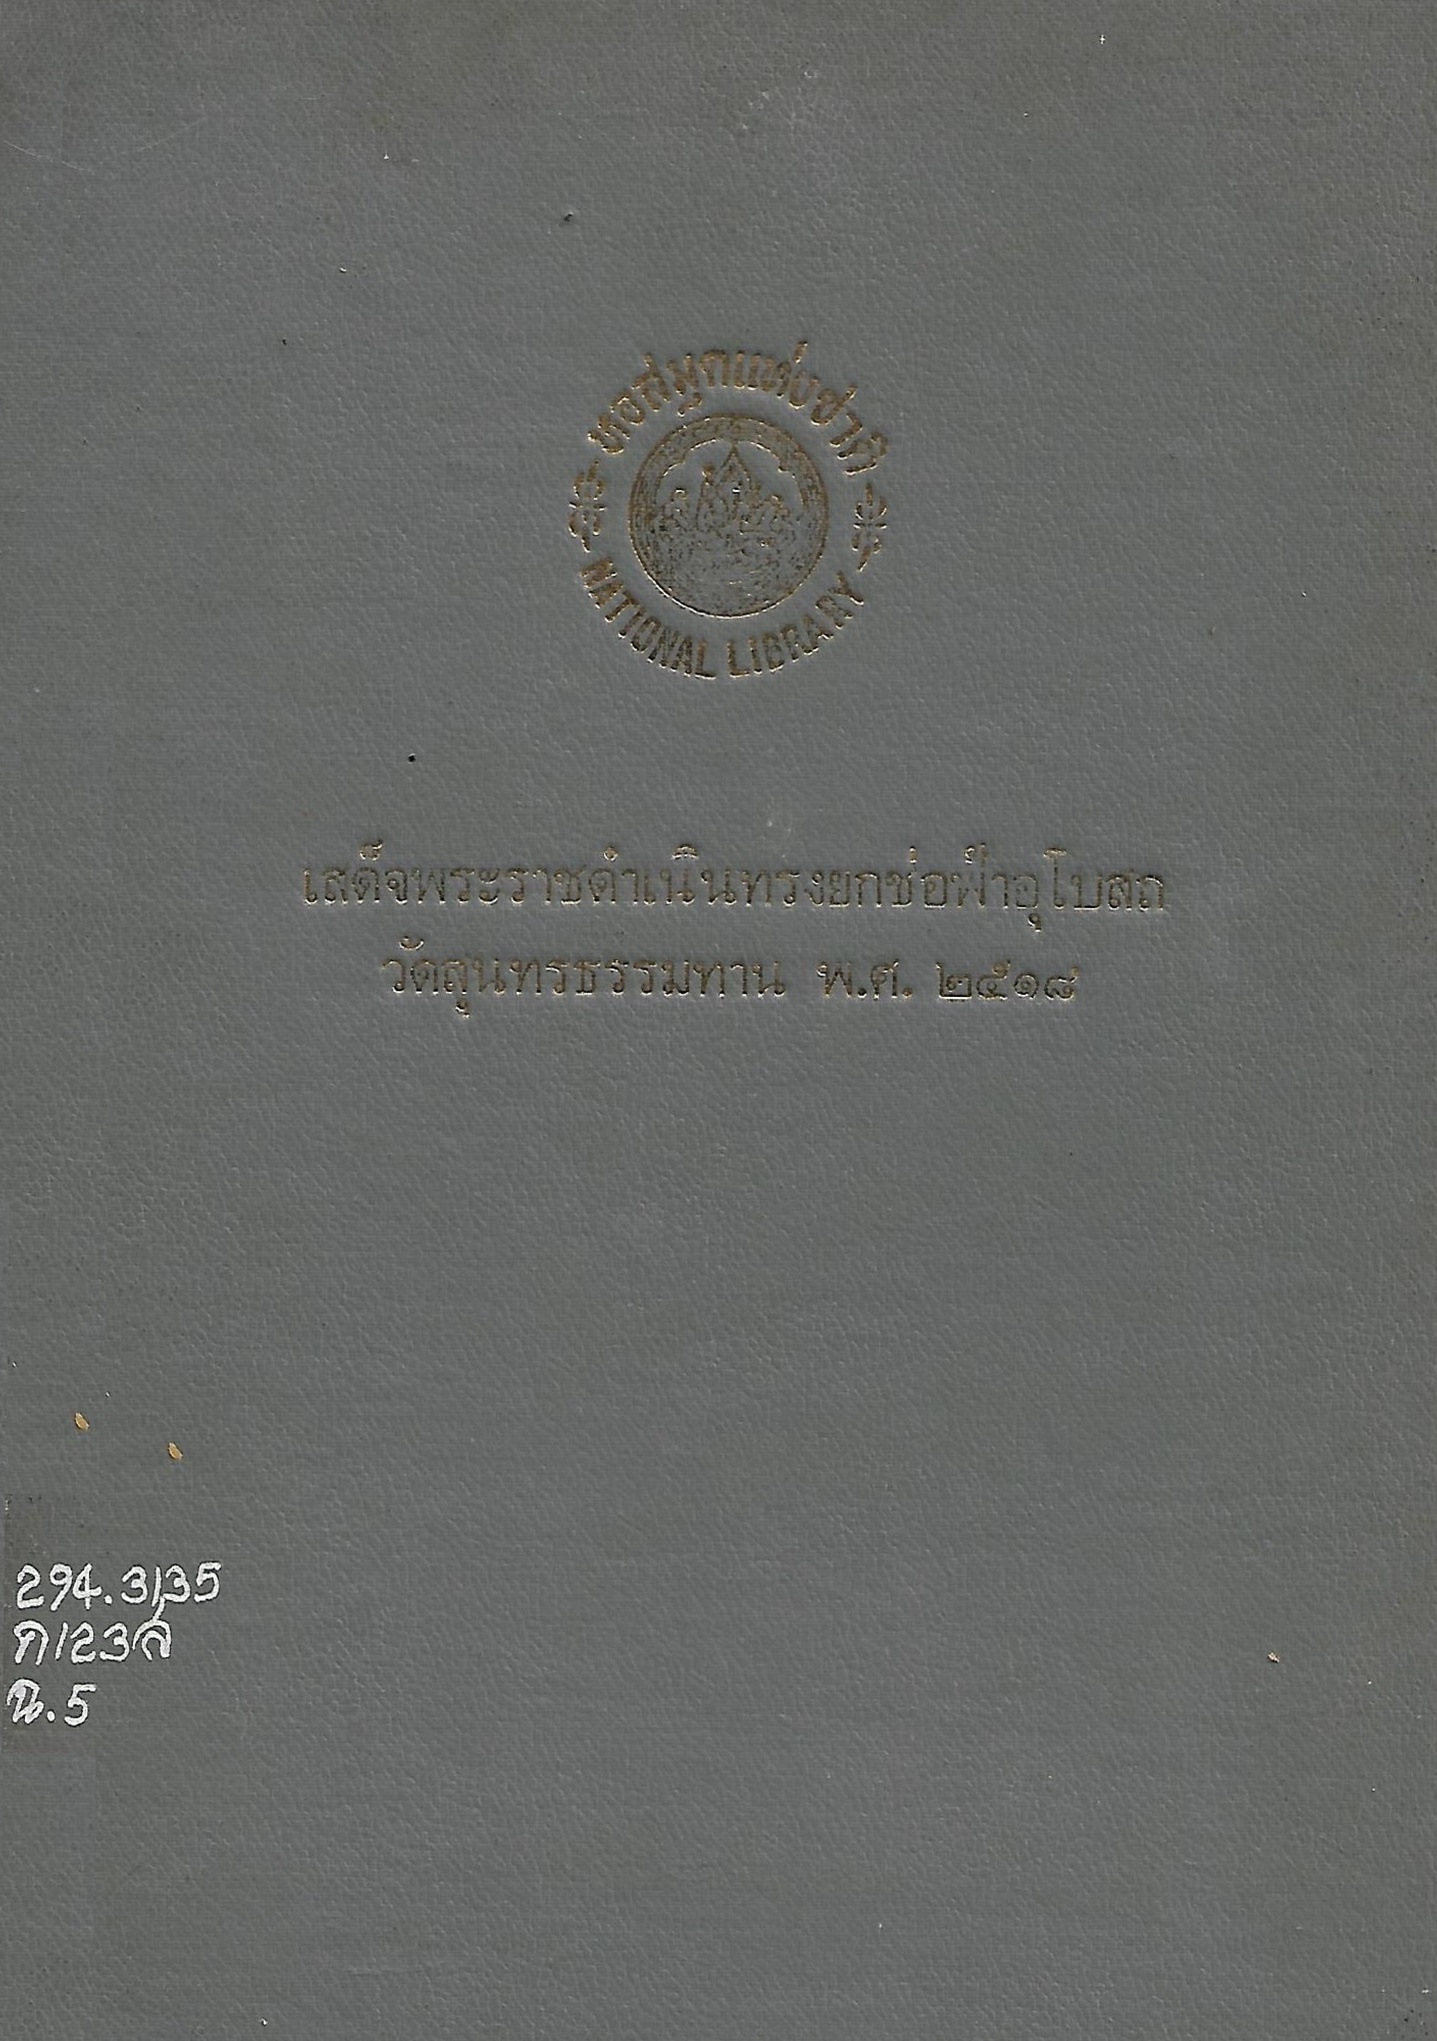 หอสมุดแห่งชาติ
NATIONAL LIBRARY
เสด็จพระราชดำเนินทรงยกช่อฟ้าอุโบสถ
วัดสุนทรธรรมทาน พ.ศ. ๒๕๑๘
294.3135
ก123ส
ฉ.5